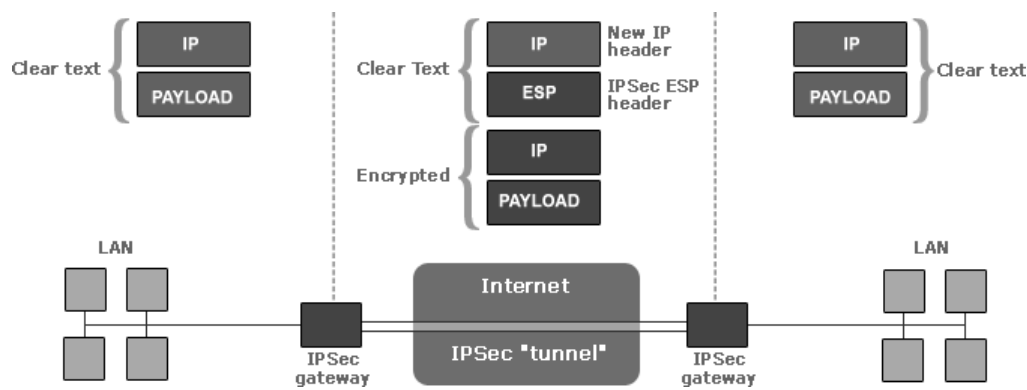 IP
Clear text
PAYLOAD
IP
New IP
header
Clear Text
ESP
IPSec ESP
header
IP
Encrypted
PAYLOAD
IP
Clear text
PAYLOAD
LAN
LAN
Internet
IPSec "tunnel"
IPSec
gateway
IPSec
gateway